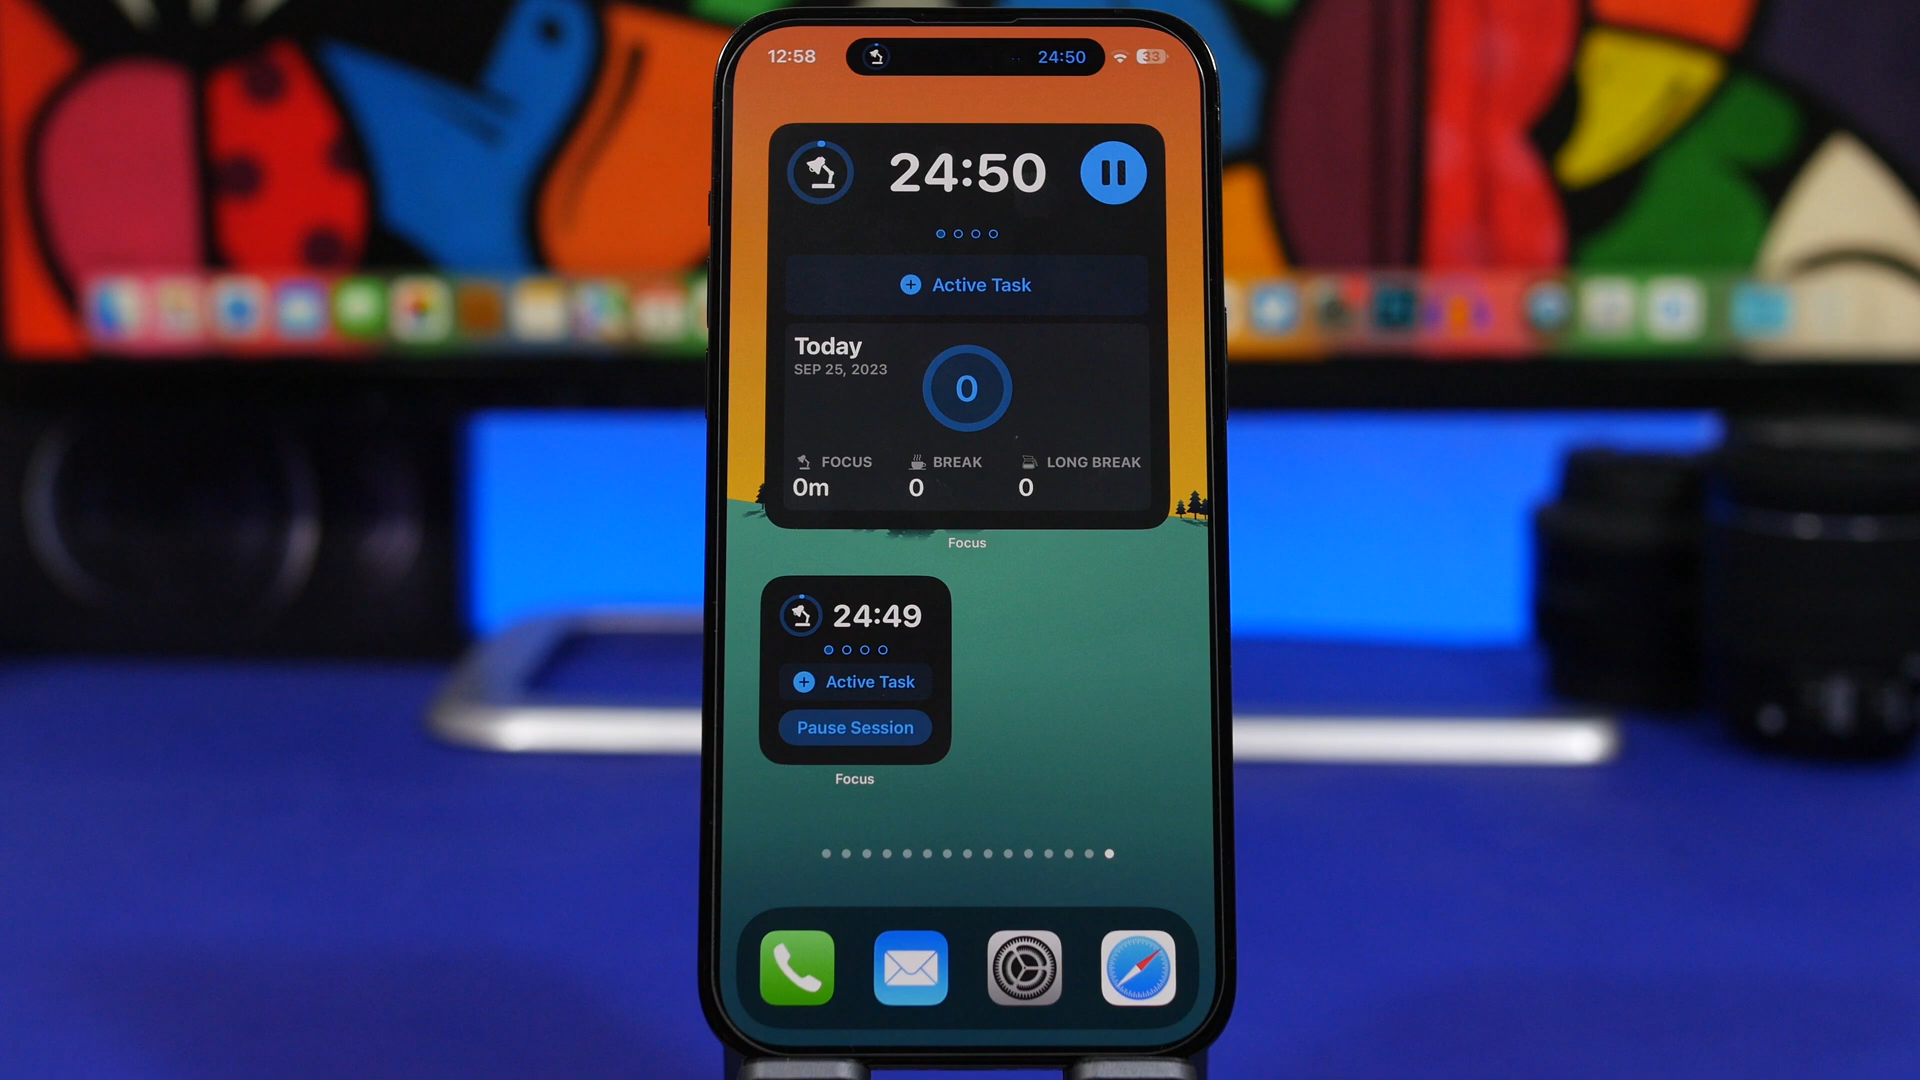 12:58
24:50
33
24:50
Active Task
Today
SEP 25, 2023
0
FOCUS
BREAK
LONG BREAK
0m
0
0
Focus
24:49
Active Task
Pause Session
Focus